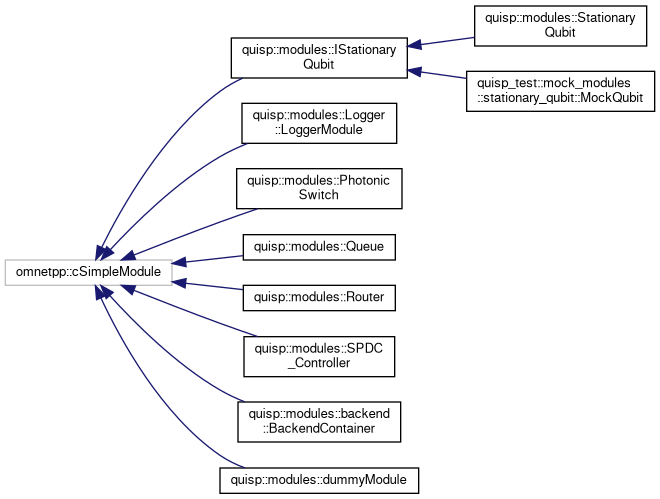 quisp::modules::Stationary
Qubit
quisp::modules::IStationary
Qubit
quisp_test::mock_modules
::stationary_qubit::MockQubit
quisp::modules::Logger
::LoggerModule
quisp::modules::Photonic
Switch
quisp::modules::Queue
omnetpp::cSimpleModule
quisp::modules::Router
quisp::modules::SPDC
_Controller
quisp::modules::backend
::BackendContainer
quisp::modules::dummyModule